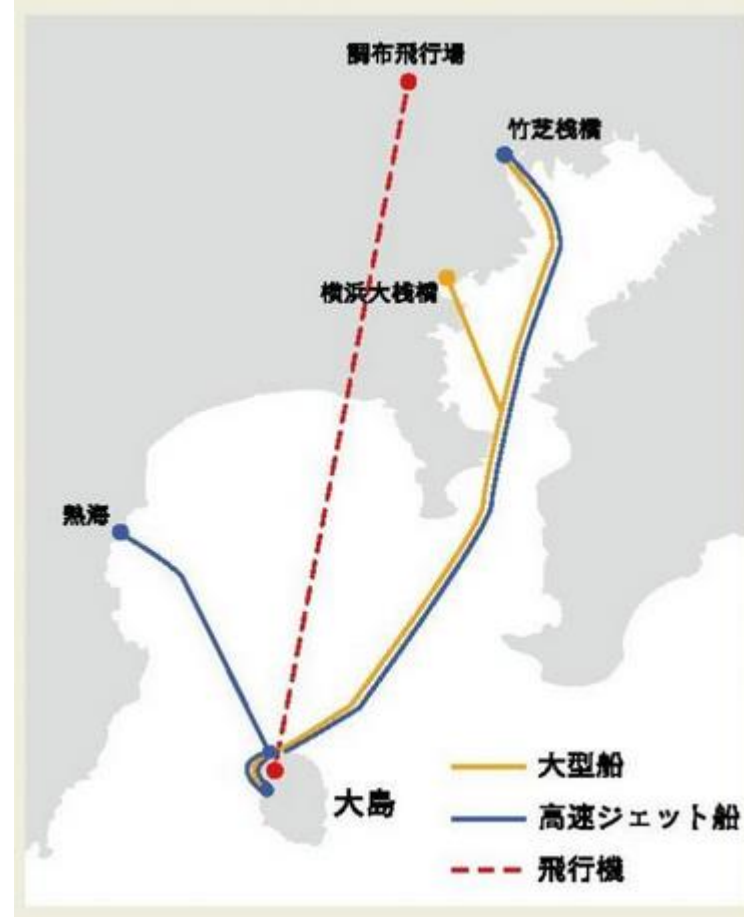 調布飛行場
竹芝桟橋
横浜大桟橋
熱海
大島
大型船
高速ジェット船
飛行機